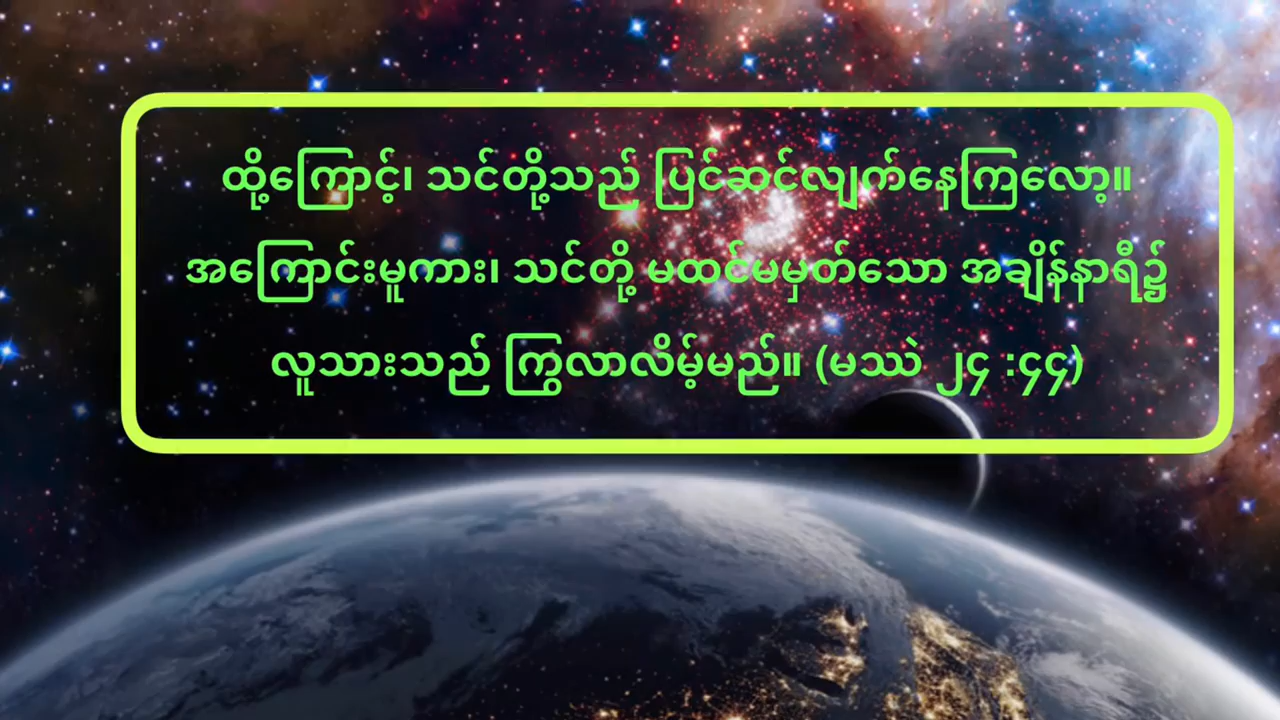 ထို့ကြောင့်၊ သင်တို့သည် ပြင်ဆင်လျက်နေကြလော့။
အကြောင်းမူကား၊ သင်တို့ မထင်မမှတ်သော အချိန်နာရီ၌
လူသားသည် ကြွလာလိမ့်မည်။ (မဿဲ ၂၄ :၄၄)